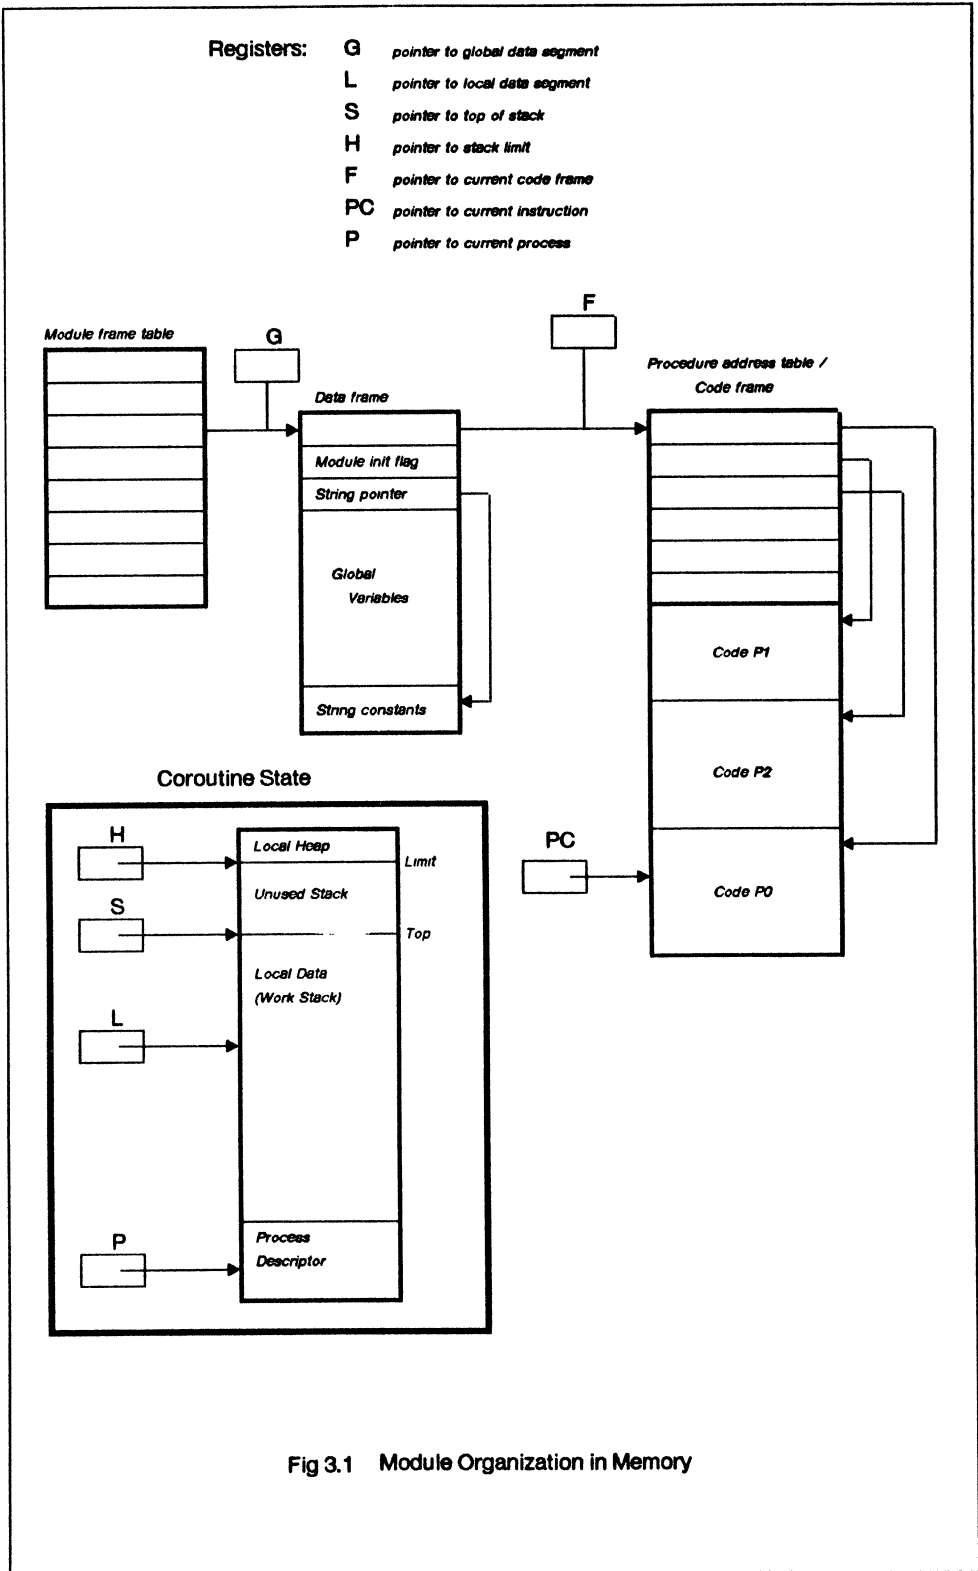 Registers: G pointer to global data segment
L pointer to local data segment
S pointer to top of stack
H pointer to stack limit
F pointer to current code frame
PC pointer to current instruction
P pointer to current process
F
Module frame table
G
Procedure address table /
Code frame
Data frame
Module init flag
String pointer
Global
Variables
String constants
Code P1
Code P2
PC
Code P0
Coroutine State
H
Local Heap
Limit
Unused Stack
S
Top
Local Data
(Work Stack)
L
P
Process
Descriptor
Fig 3.1 Module Organization in Memory